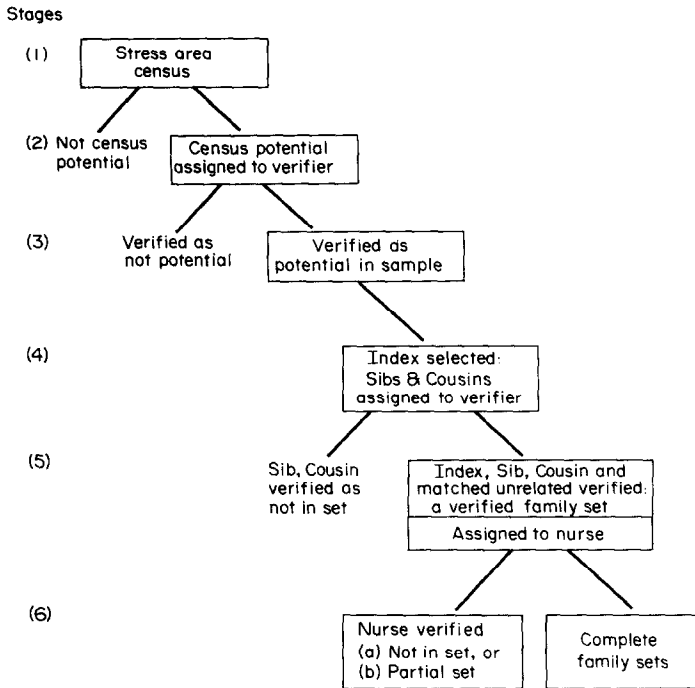 Stages
(1)
Stress area
census
(2) Not census
potential
Census potential
assigned to verifier
(3)
Verified as
not potential
Verified as
potential in sample
(4)
Index selected:
Sibs & Cousins
assigned to verifier
(5)
Sib, Cousin
verified as
not in set
Index, Sib, Cousin and
matched unrelated verified:
a verified family set
Assigned to nurse
(6)
Nurse verified
(a) Not in set, or
(b) Partial set
Complete
family sets